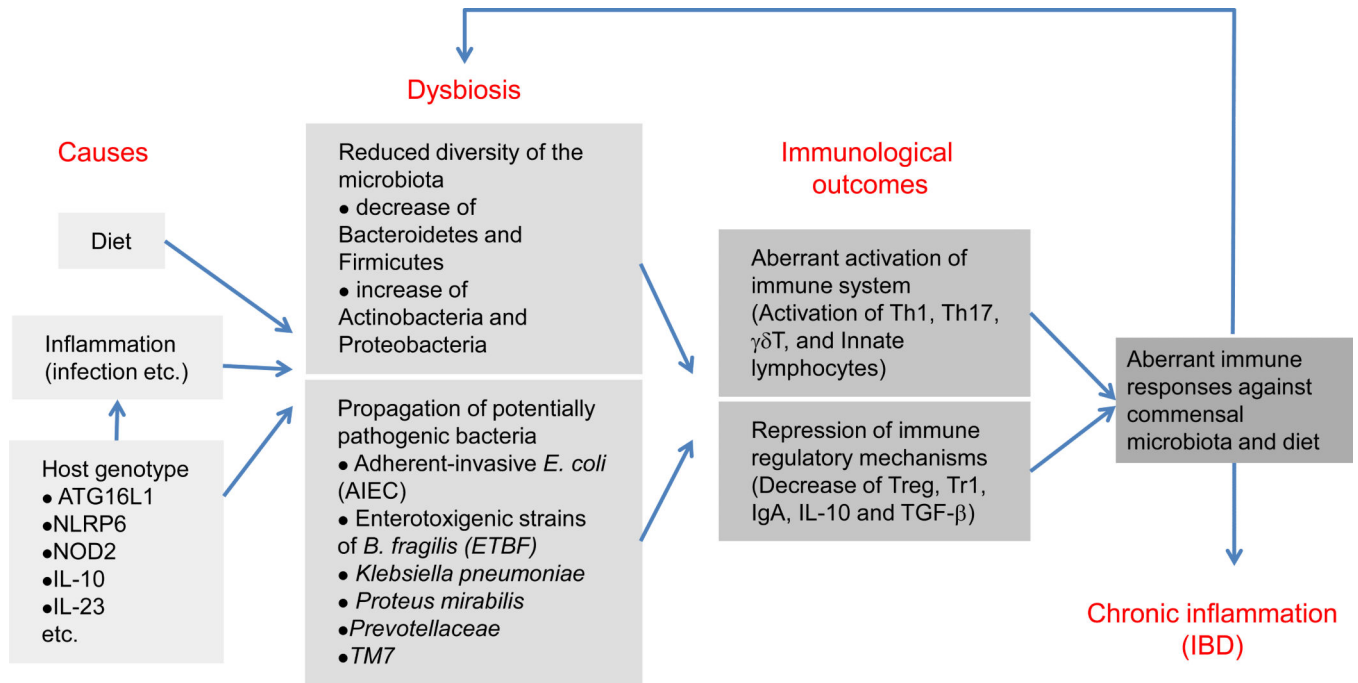 Causes
Diet
Inflammation
(infection etc.)
Host genotype
● ATG16L1
●NLRP6
●NOD2
●IL-10
●IL-23
etc.
Dysbiosis
Reduced diversity of the
microbiota
● decrease of
Bacteroidetes and
Firmicutes
● increase of
Actinobacteria and
Proteobacteria
Propagation of potentially
pathogenic bacteria
● Adherent-invasive E. coli
(AIEC)
● Enterotoxigenic strains
of B. fragilis (ETBF)
● Klebsiella pneumoniae
● Proteus mirabilis
●Prevotellaceae
●TM7
Immunological
outcomes
Aberrant activation of
immune system
(Activation of Th1, Th17,
γδT, and Innate
lymphocytes)
Repression of immune
regulatory mechanisms
(Decrease of Treg, Tr1,
IgA, IL-10 and TGF-β)
Aberrant immune
responses against
commensal
microbiota and diet
Chronic inflammation
(IBD)